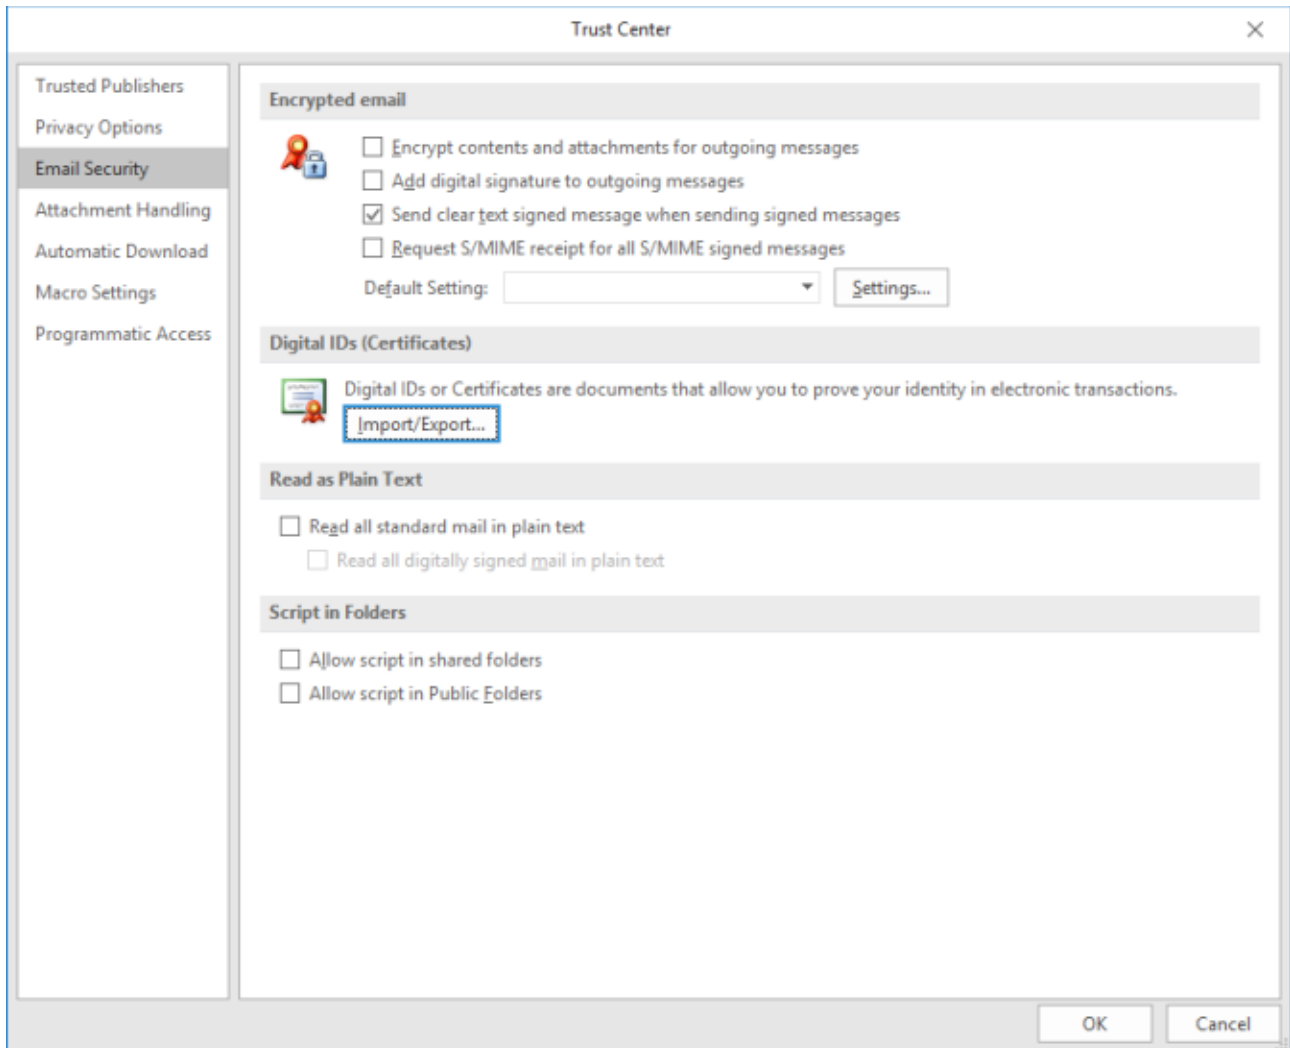 Trust Center
Trusted Publishers
Privacy Options
Email Security
Attachment Handling
Automatic Download
Macro Settings
Programmatic Access
Encrypted email
Encrypt contents and attachments for outgoing messages
Add digital signature to outgoing messages
Send clear text signed message when sending signed messages
Request S/MIME receipt for all S/MIME signed messages
Default Setting: Settings...
Digital IDs (Certificates)
Digital IDs or Certificates are documents that allow you to prove your identity in electronic transactions.
Import/Export...
Read as Plain Text
Read all standard mail in plain text
Read all digitally signed mail in plain text
Script in Folders
Allow script in shared folders
Allow script in Public Folders
OK Cancel